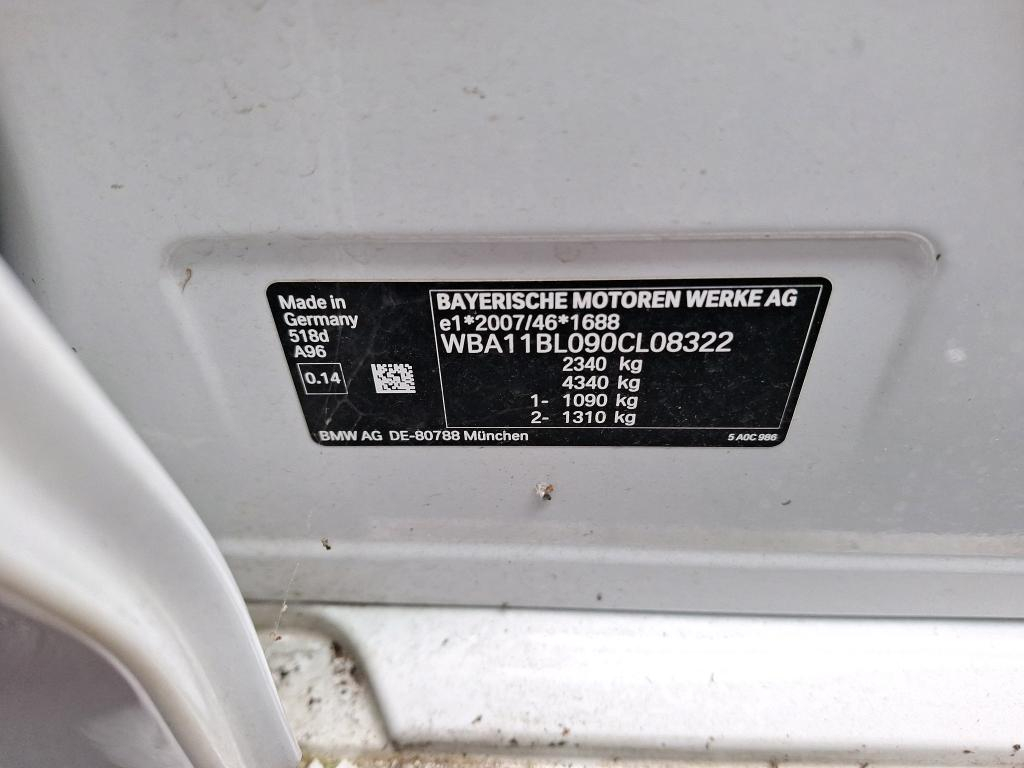 Made in
Germany
518d
A96
0.14
BAYERISCHE MOTOREN WERKE AG
e1*2007/46*1688
WBA11BL090CL08322
2340 kg
4340 kg
1- 1090 kg
2- 1310 kg
BMW AG DE-80788 München
5 A0C 986